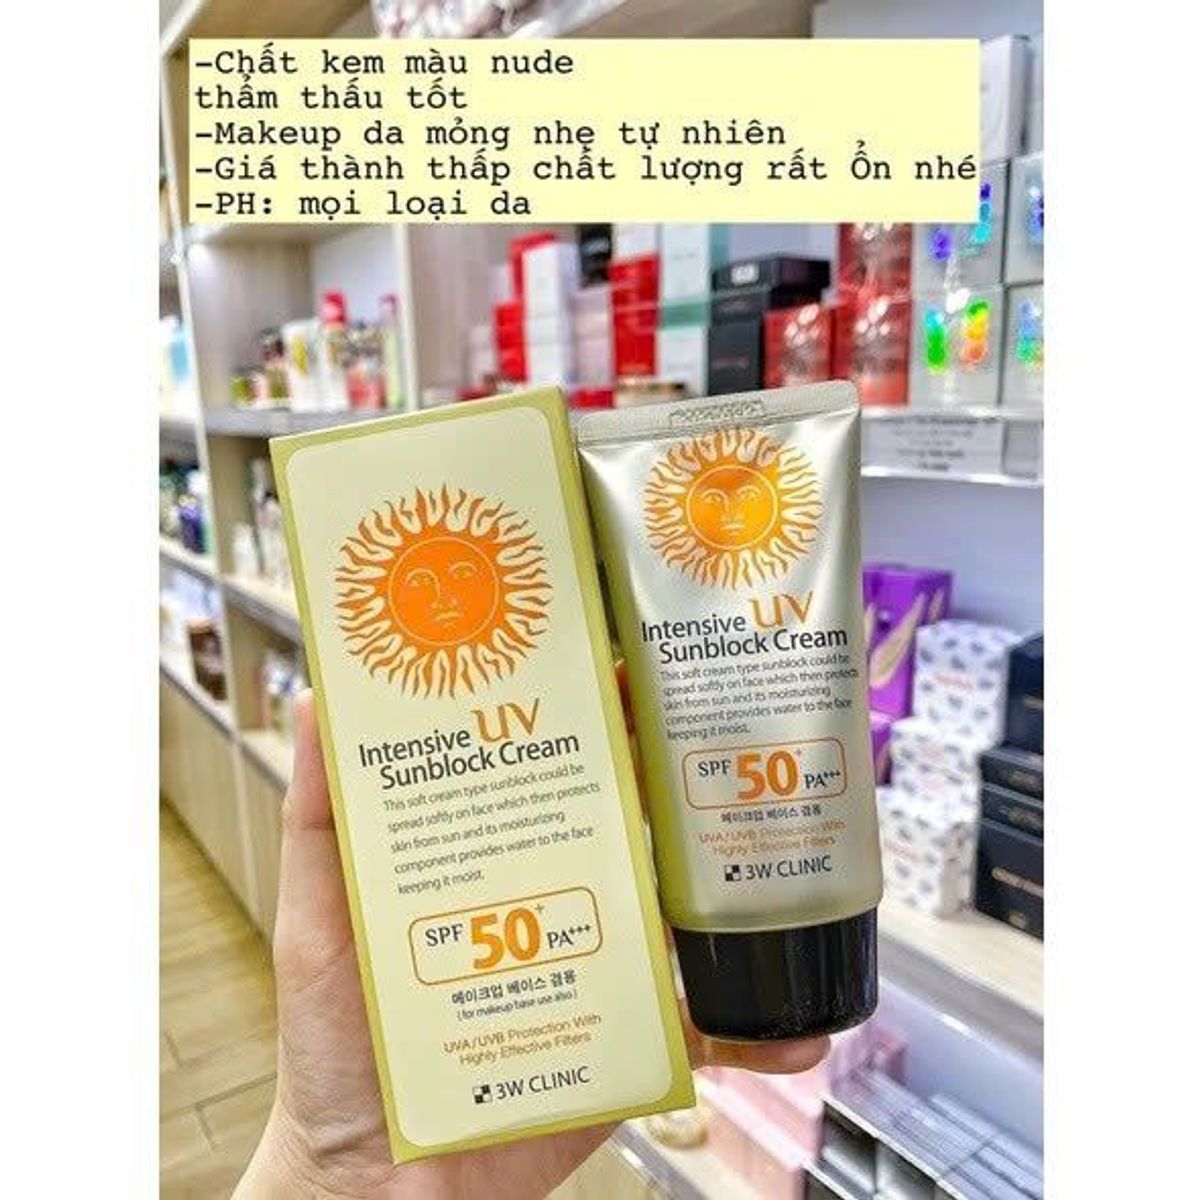 -Chất kem màu nude
thẩm thấu tốt
-Makeup da mỏng nhẹ tự nhiên
-Giá thành thấp chất lượng rất Ổn nhé
-PH: mọi loại da
Intensive UV
Sunblock Cream
This soft cream type sunblock could be
spread softly on face which then protects
skin from sun and its moisturizing
component provides water to the face
keeping it moist.
SPF 50+ PA+++
메이크업 베이스 겸용
( for makeup base use also )
UVA/UVB Protection With
Highly Effective Filters
3W CLINIC
Intensive UV
Sunblock Cream
This soft cream type sunblock could be
spread softly on face which then protects
skin from sun and its moisturizing
component provides water to the face
keeping it moist.
SPF 50+ PA+++
메이크업 베이스 겸용
UVA/UVB Protection With
Highly Effective Filters
3W CLINIC